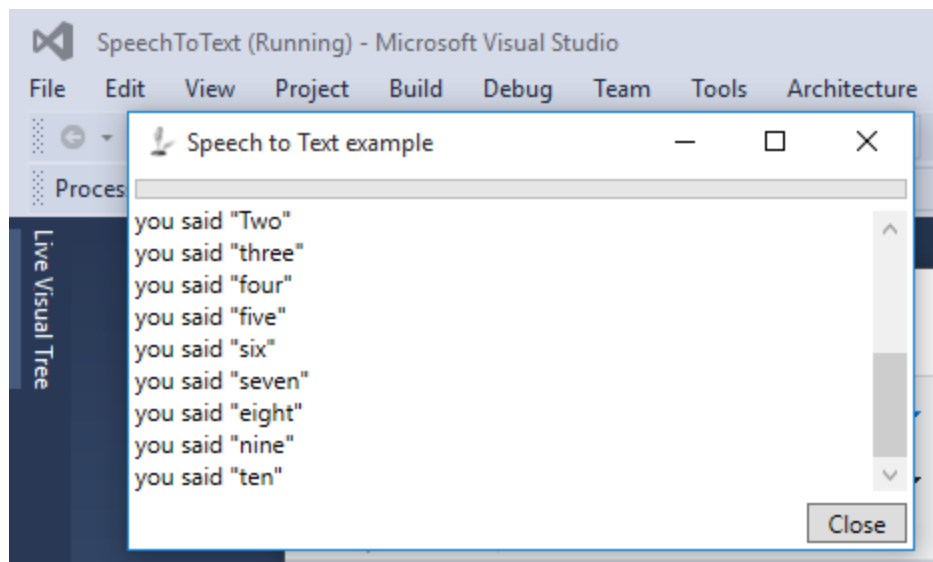 SpeechToText (Running) - Microsoft Visual Studio
File Edit View Project Build Debug Team Tools Architecture
Speech to Text example
Proces
you said "Two"
you said "three"
you said "four"
you said "five"
you said "six"
you said "seven"
you said "eight"
you said "nine"
you said "ten"
Close
Live Visual Tree